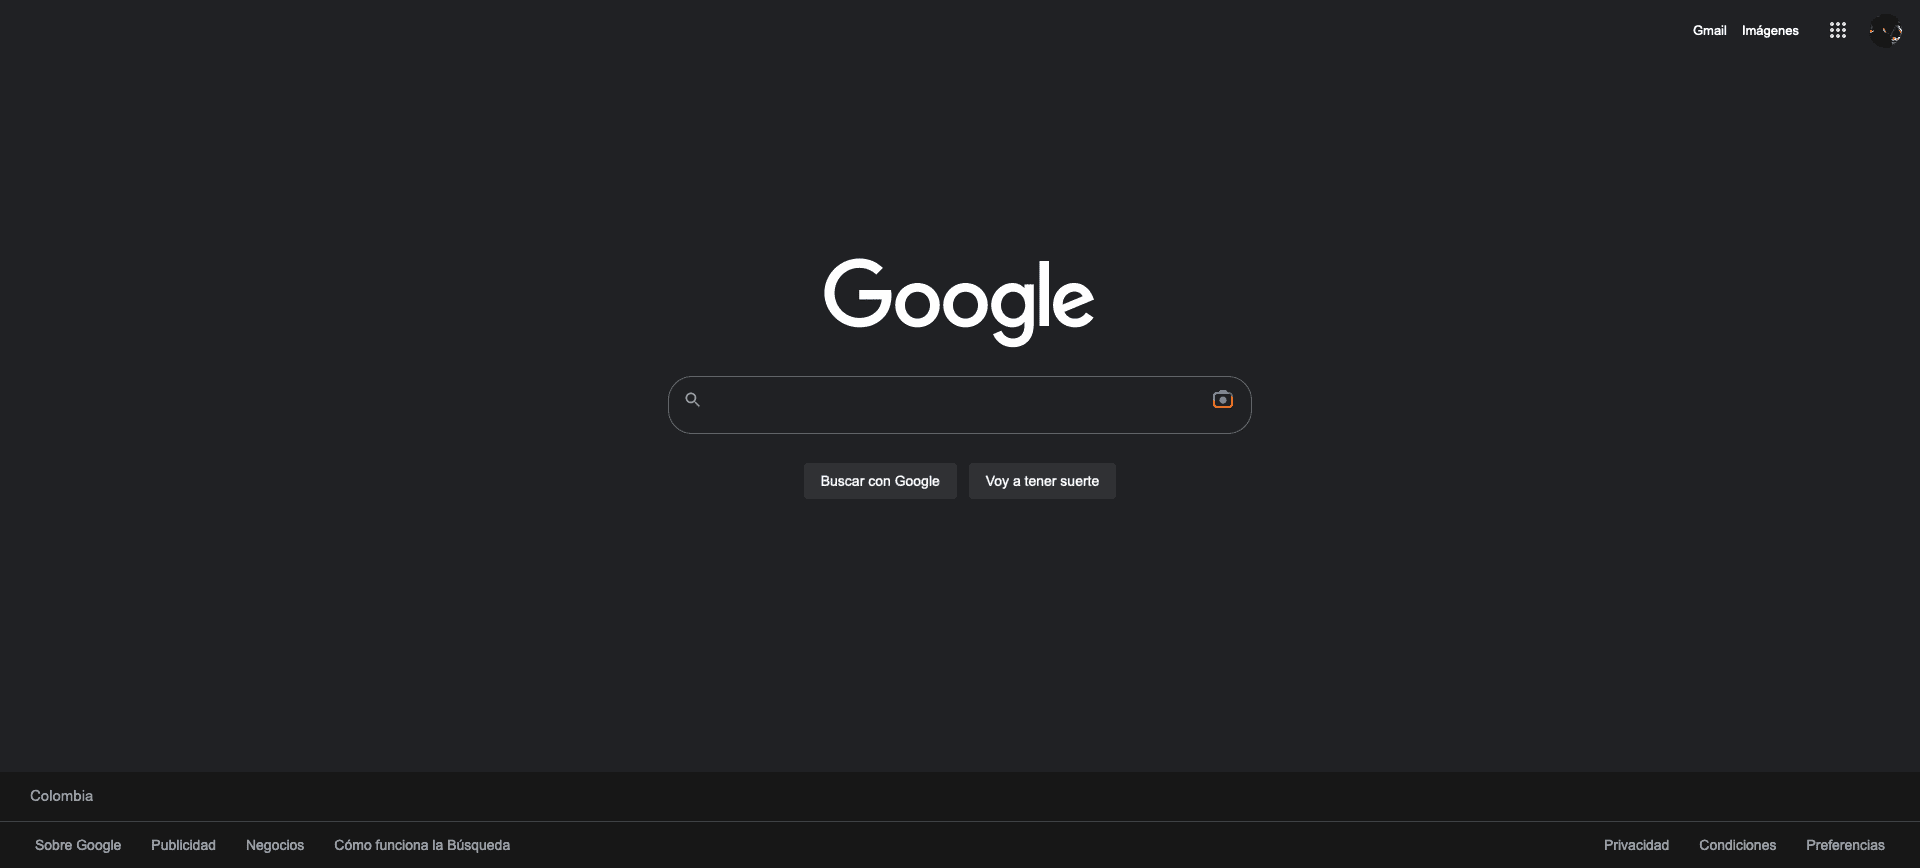 Gmail Imágenes
Google
Buscar con Google Voy a tener suerte
Colombia
Sobre Google Publicidad Negocios Cómo funciona la Búsqueda Privacidad Condiciones Preferencias